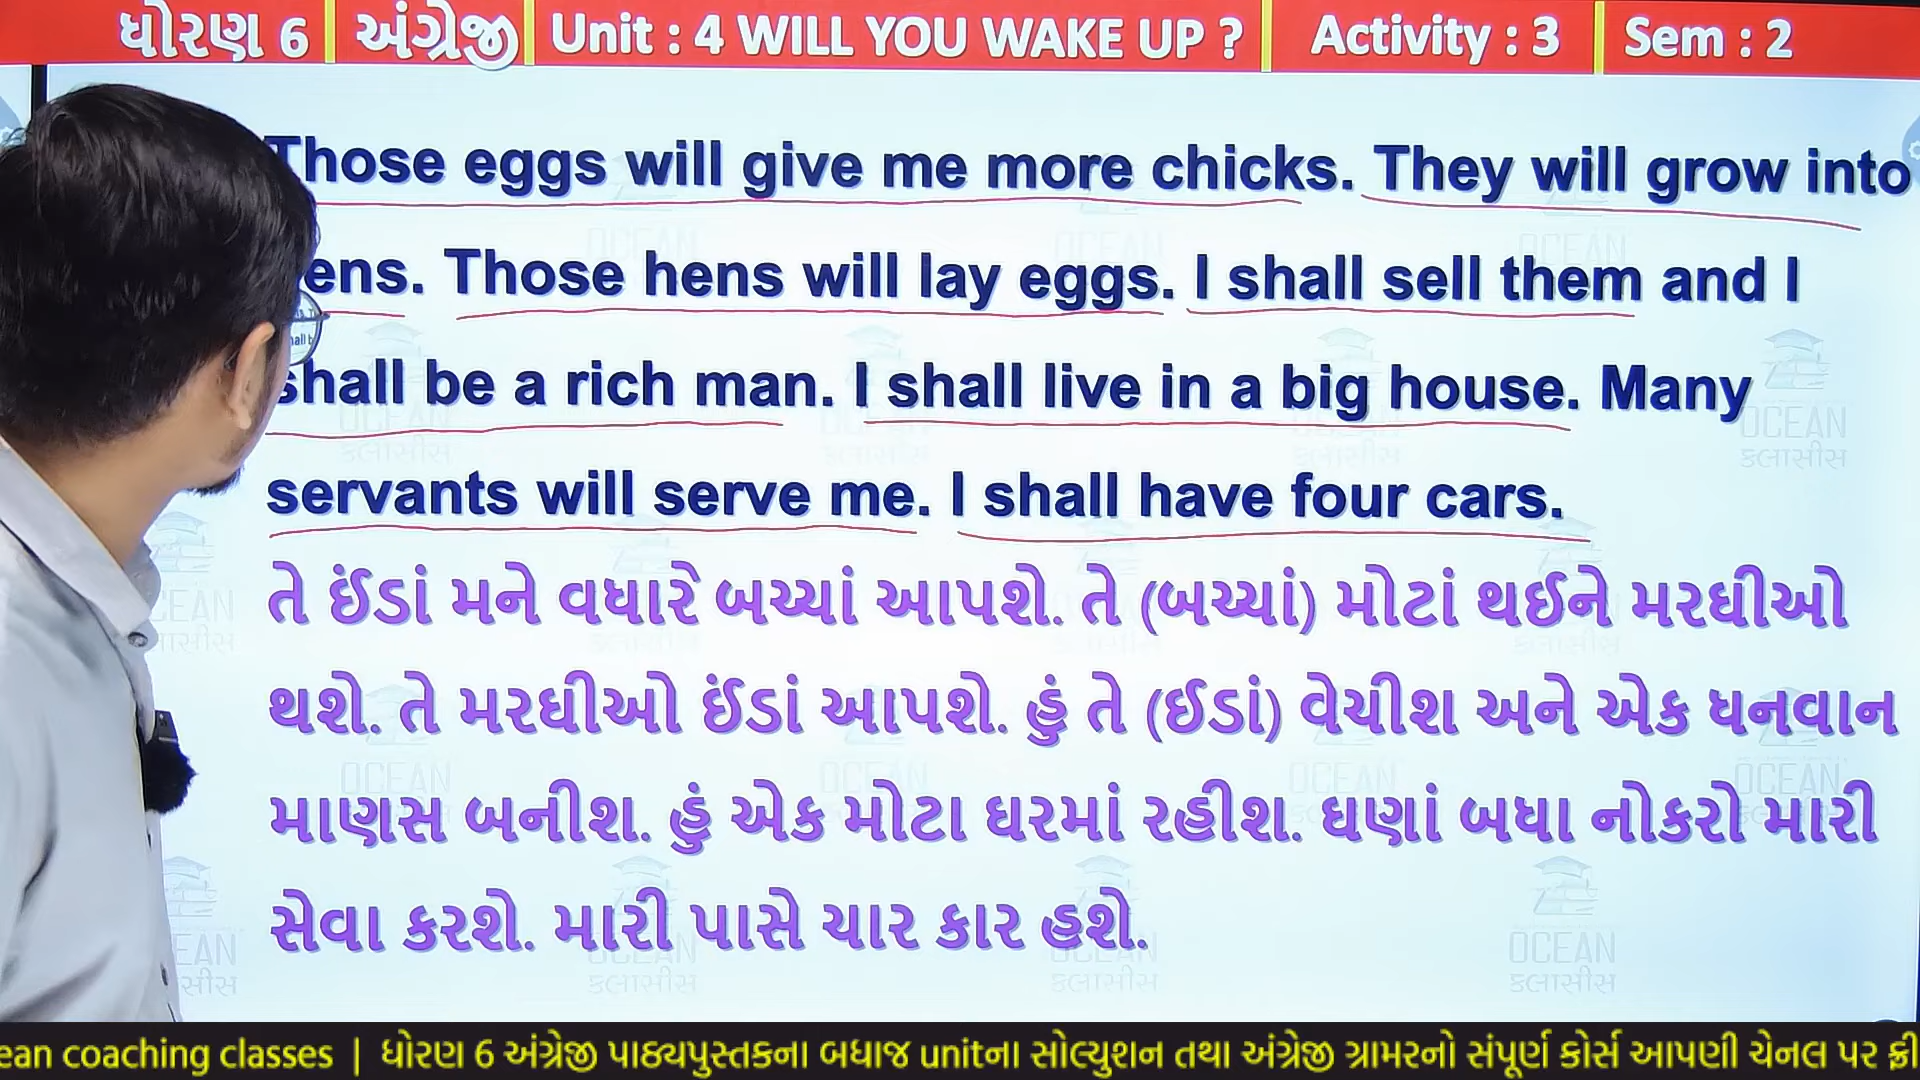 ધોરણ 6 અંગ્રેજી Unit : 4 WILL YOU WAKE UP ? Activity : 3 Sem : 2
Those eggs will give me more chicks. They will grow into
ens. Those hens will lay eggs. I shall sell them and I
shall be a rich man. I shall live in a big house. Many
servants will serve me. I shall have four cars.
તે ઈંડાં મને વધારે બચ્ચાં આપશે. તે (બચ્ચાં) મોટાં થઈને મરઘીઓ
થશે. તે મરઘીઓ ઈંડાં આપશે. હું તે (ઈડાં) વેચીશ અને એક ધનવાન
માણસ બનીશ. હું એક મોટા ઘરમાં રહીશ. ઘણાં બધા નોકરો મારી
સેવા કરશે. મારી પાસે ચાર કાર હશે.
ean coaching classes | ધોરણ 6 અંગ્રેજી પાઠ્યપુસ્તકના બધાજ unitના સોલ્યુશન તથા અંગ્રેજી ગ્રામરનો સંપૂર્ણ કોર્સ આપણી ચેનલ પર ફ્રી
OCEAN
કલાસીસ